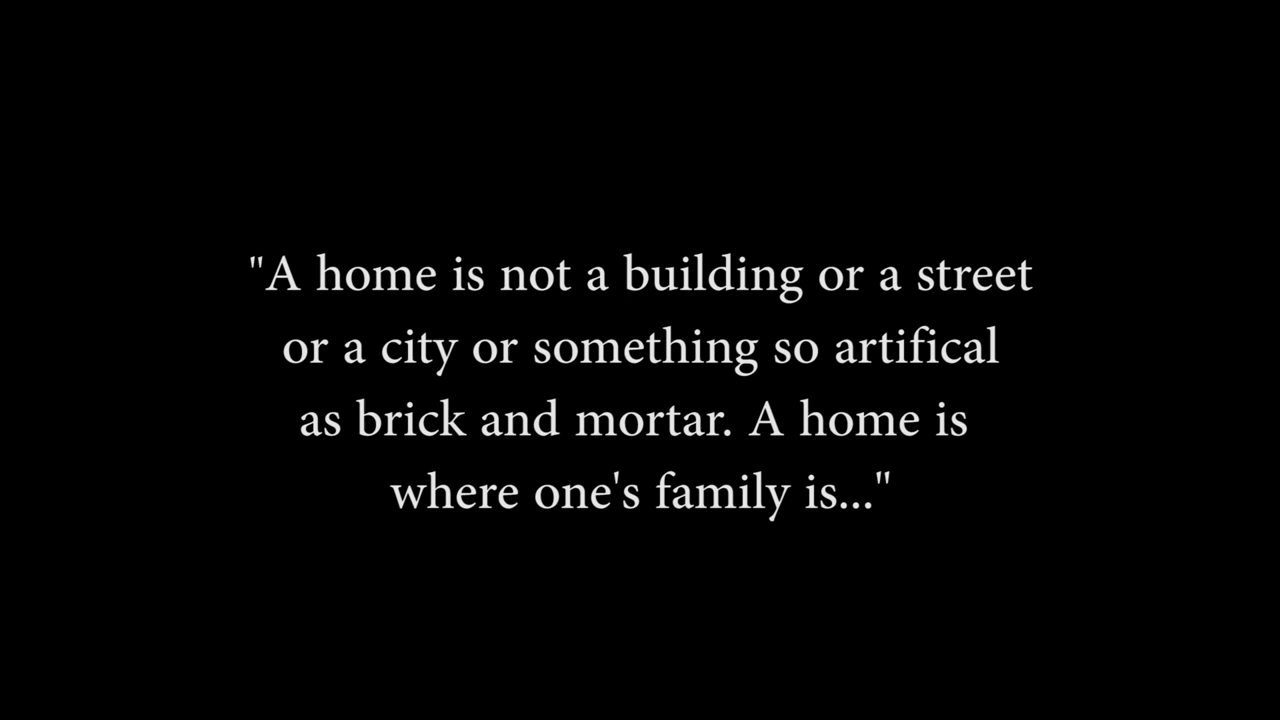 "A home is not a building or a street
or a city or something so artifical
as brick and mortar. A home is
where one's family is..."